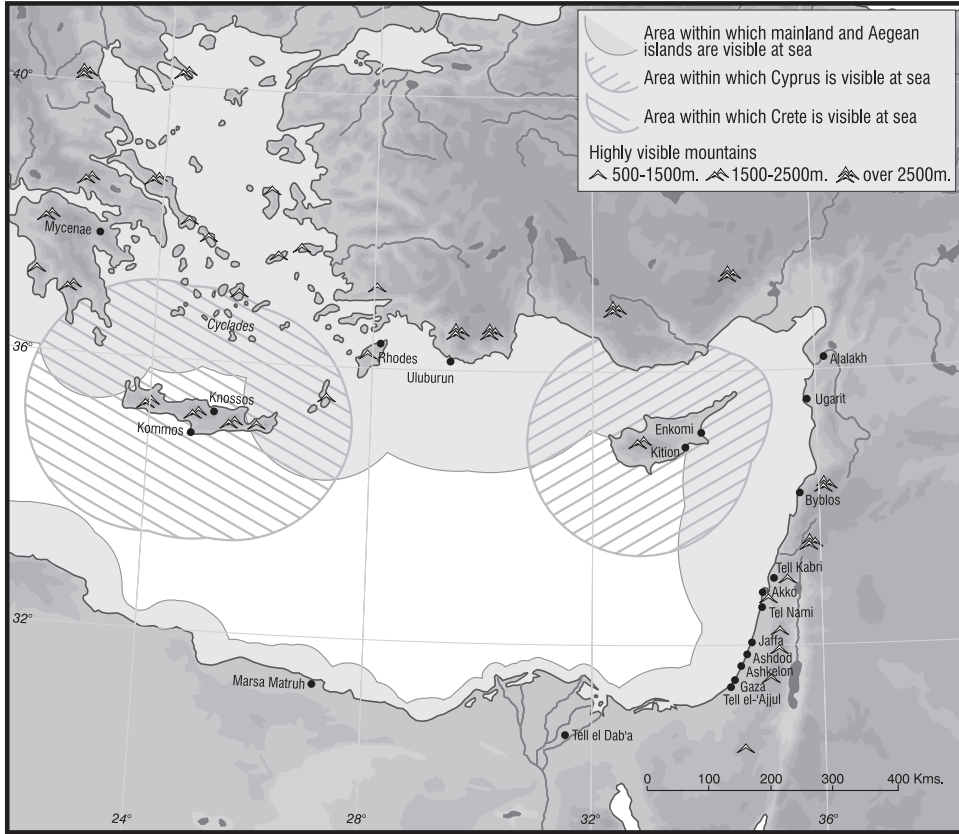 Area within which mainland and Aegean
islands are visible at sea
Area within which Cyprus is visible at sea
Area within which Crete is visible at sea
Highly visible mountains
500-1500m. 1500-2500m. over 2500m.
40°
Mycenae
Cyclades
36°
Rhodes
Uluburun
Alalakh
Ugarit
Knossos
Kommos
Enkomi
Kition
Byblos
Tell Kabri
Akko
Tel Nami
32°
Jaffa
Ashdod
Ashkelon
Gaza
Tell el-'Ajjul
Marsa Matruh
Tell el Dab'a
0 100 200 300 400 Kms.
24° 28° 32° 36°